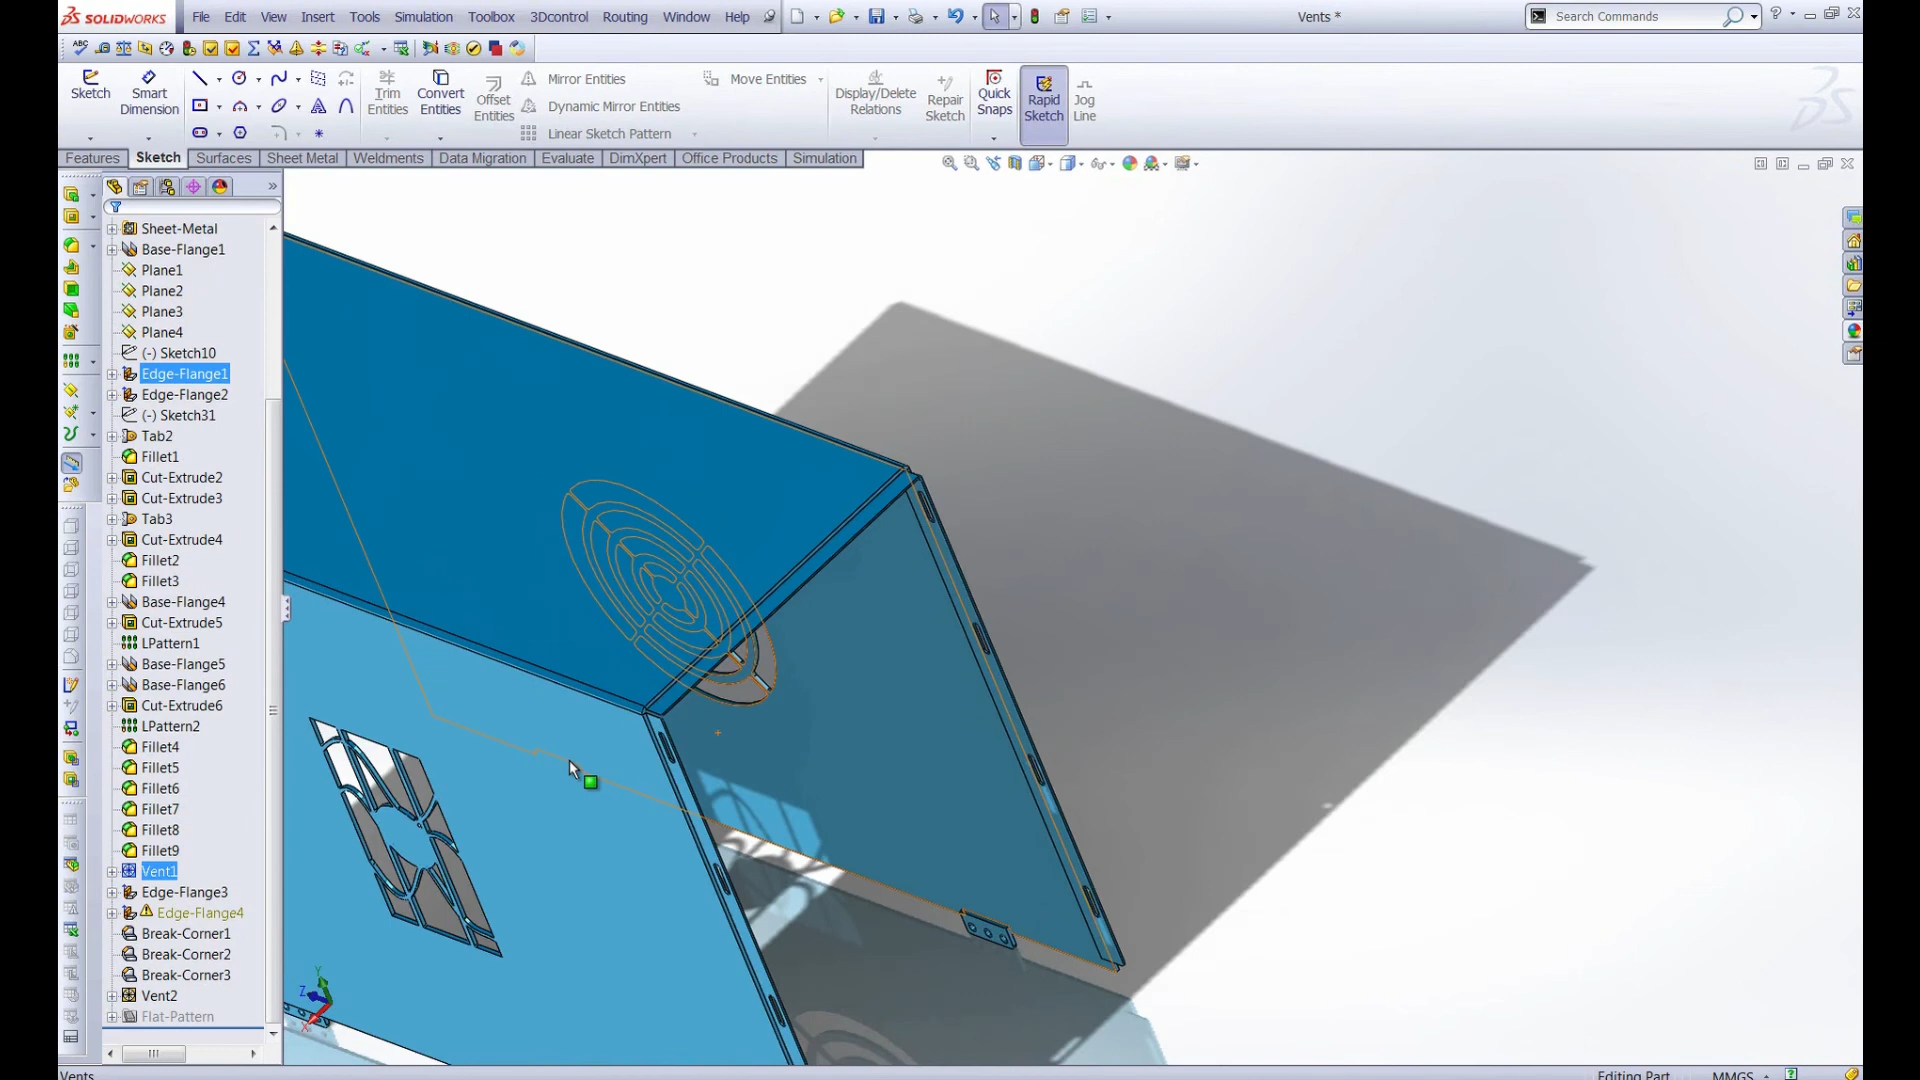 SOLIDWORKS File Edit View Insert Tools Simulation Toolbox 3Dcontrol Routing Window Help Vents * Search Commands
Sketch Smart Dimension Trim Entities Convert Entities Offset Entities Mirror Entities Dynamic Mirror Entities Linear Sketch Pattern Move Entities Display/Delete Relations Repair Sketch Quick Snaps Rapid Sketch Jog Line
Features Sketch Surfaces Sheet Metal Weldments Data Migration Evaluate DimXpert Office Products Simulation
Sheet-Metal
Base-Flange1
Plane1
Plane2
Plane3
Plane4
(-) Sketch10
Edge-Flange1
Edge-Flange2
(-) Sketch31
Tab2
Fillet1
Cut-Extrude2
Cut-Extrude3
Tab3
Cut-Extrude4
Fillet2
Fillet3
Base-Flange4
Cut-Extrude5
LPattern1
Base-Flange5
Base-Flange6
Cut-Extrude6
LPattern2
Fillet4
Fillet5
Fillet6
Fillet7
Fillet8
Fillet9
Vent1
Edge-Flange3
Edge-Flange4
Break-Corner1
Break-Corner2
Break-Corner3
Vent2
Flat-Pattern
Y
Z
X
Vents Editing Part MMGS